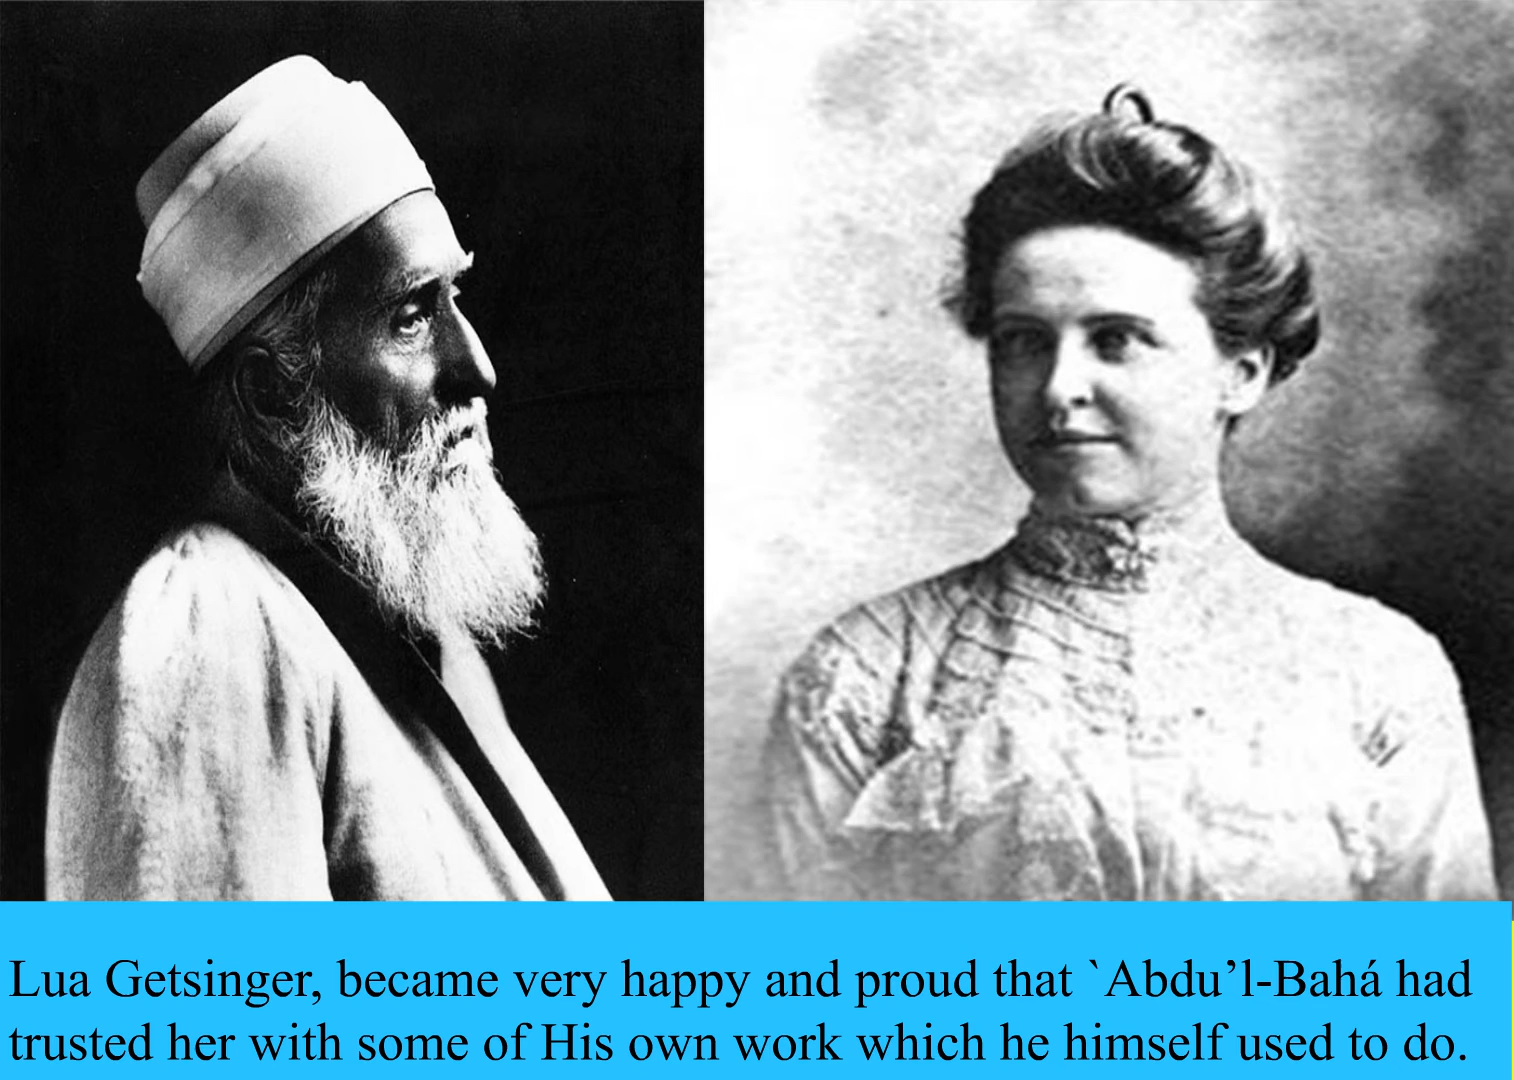 Lua Getsinger, became very happy and proud that `Abdu’l-Bahá had
trusted her with some of His own work which he himself used to do.